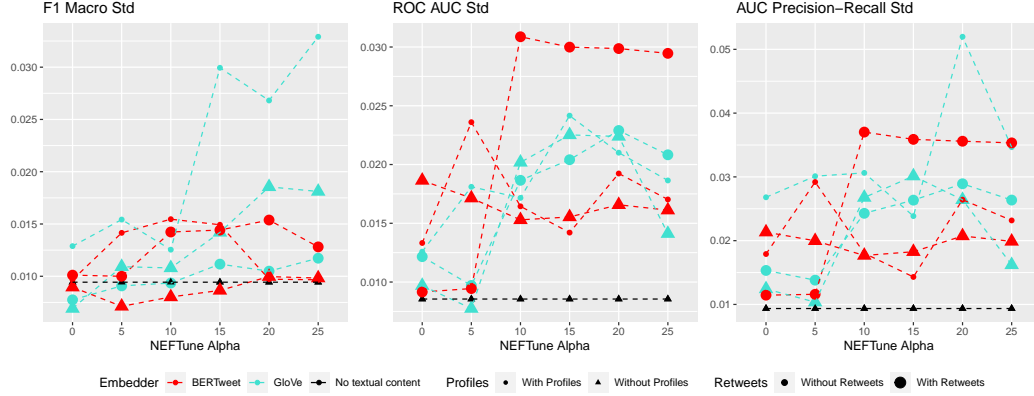 F1 Macro Std
ROC AUC Std
AUC Precision−Recall Std
0.030
0.025
0.020
0.015
0.010
0 5 10 15 20 25
NEFTune Alpha
0.030
0.025
0.020
0.015
0.010
0 5 10 15 20 25
NEFTune Alpha
0.05
0.04
0.03
0.02
0.01
0 5 10 15 20 25
NEFTune Alpha
Embedder BERTweet GloVe No textual content Profiles With Profiles Without Profiles Retweets Without Retweets With Retweets